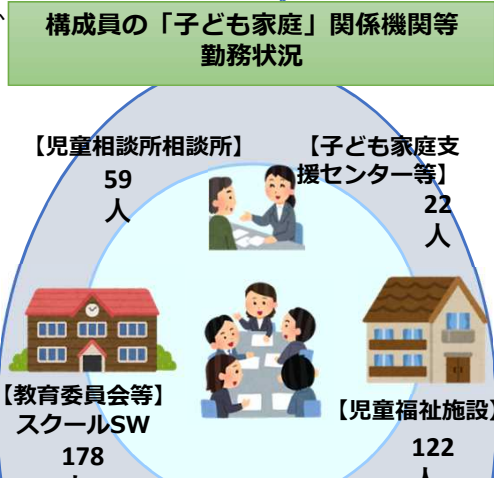 、
構成員の「子ども家庭」関係機関等
勤務状況
【児童相談所相談所】
59
人
【子ども家庭支
援センター等】
22
人
【教育委員会等】
スクールSW
178
【児童福祉施設】
122
人